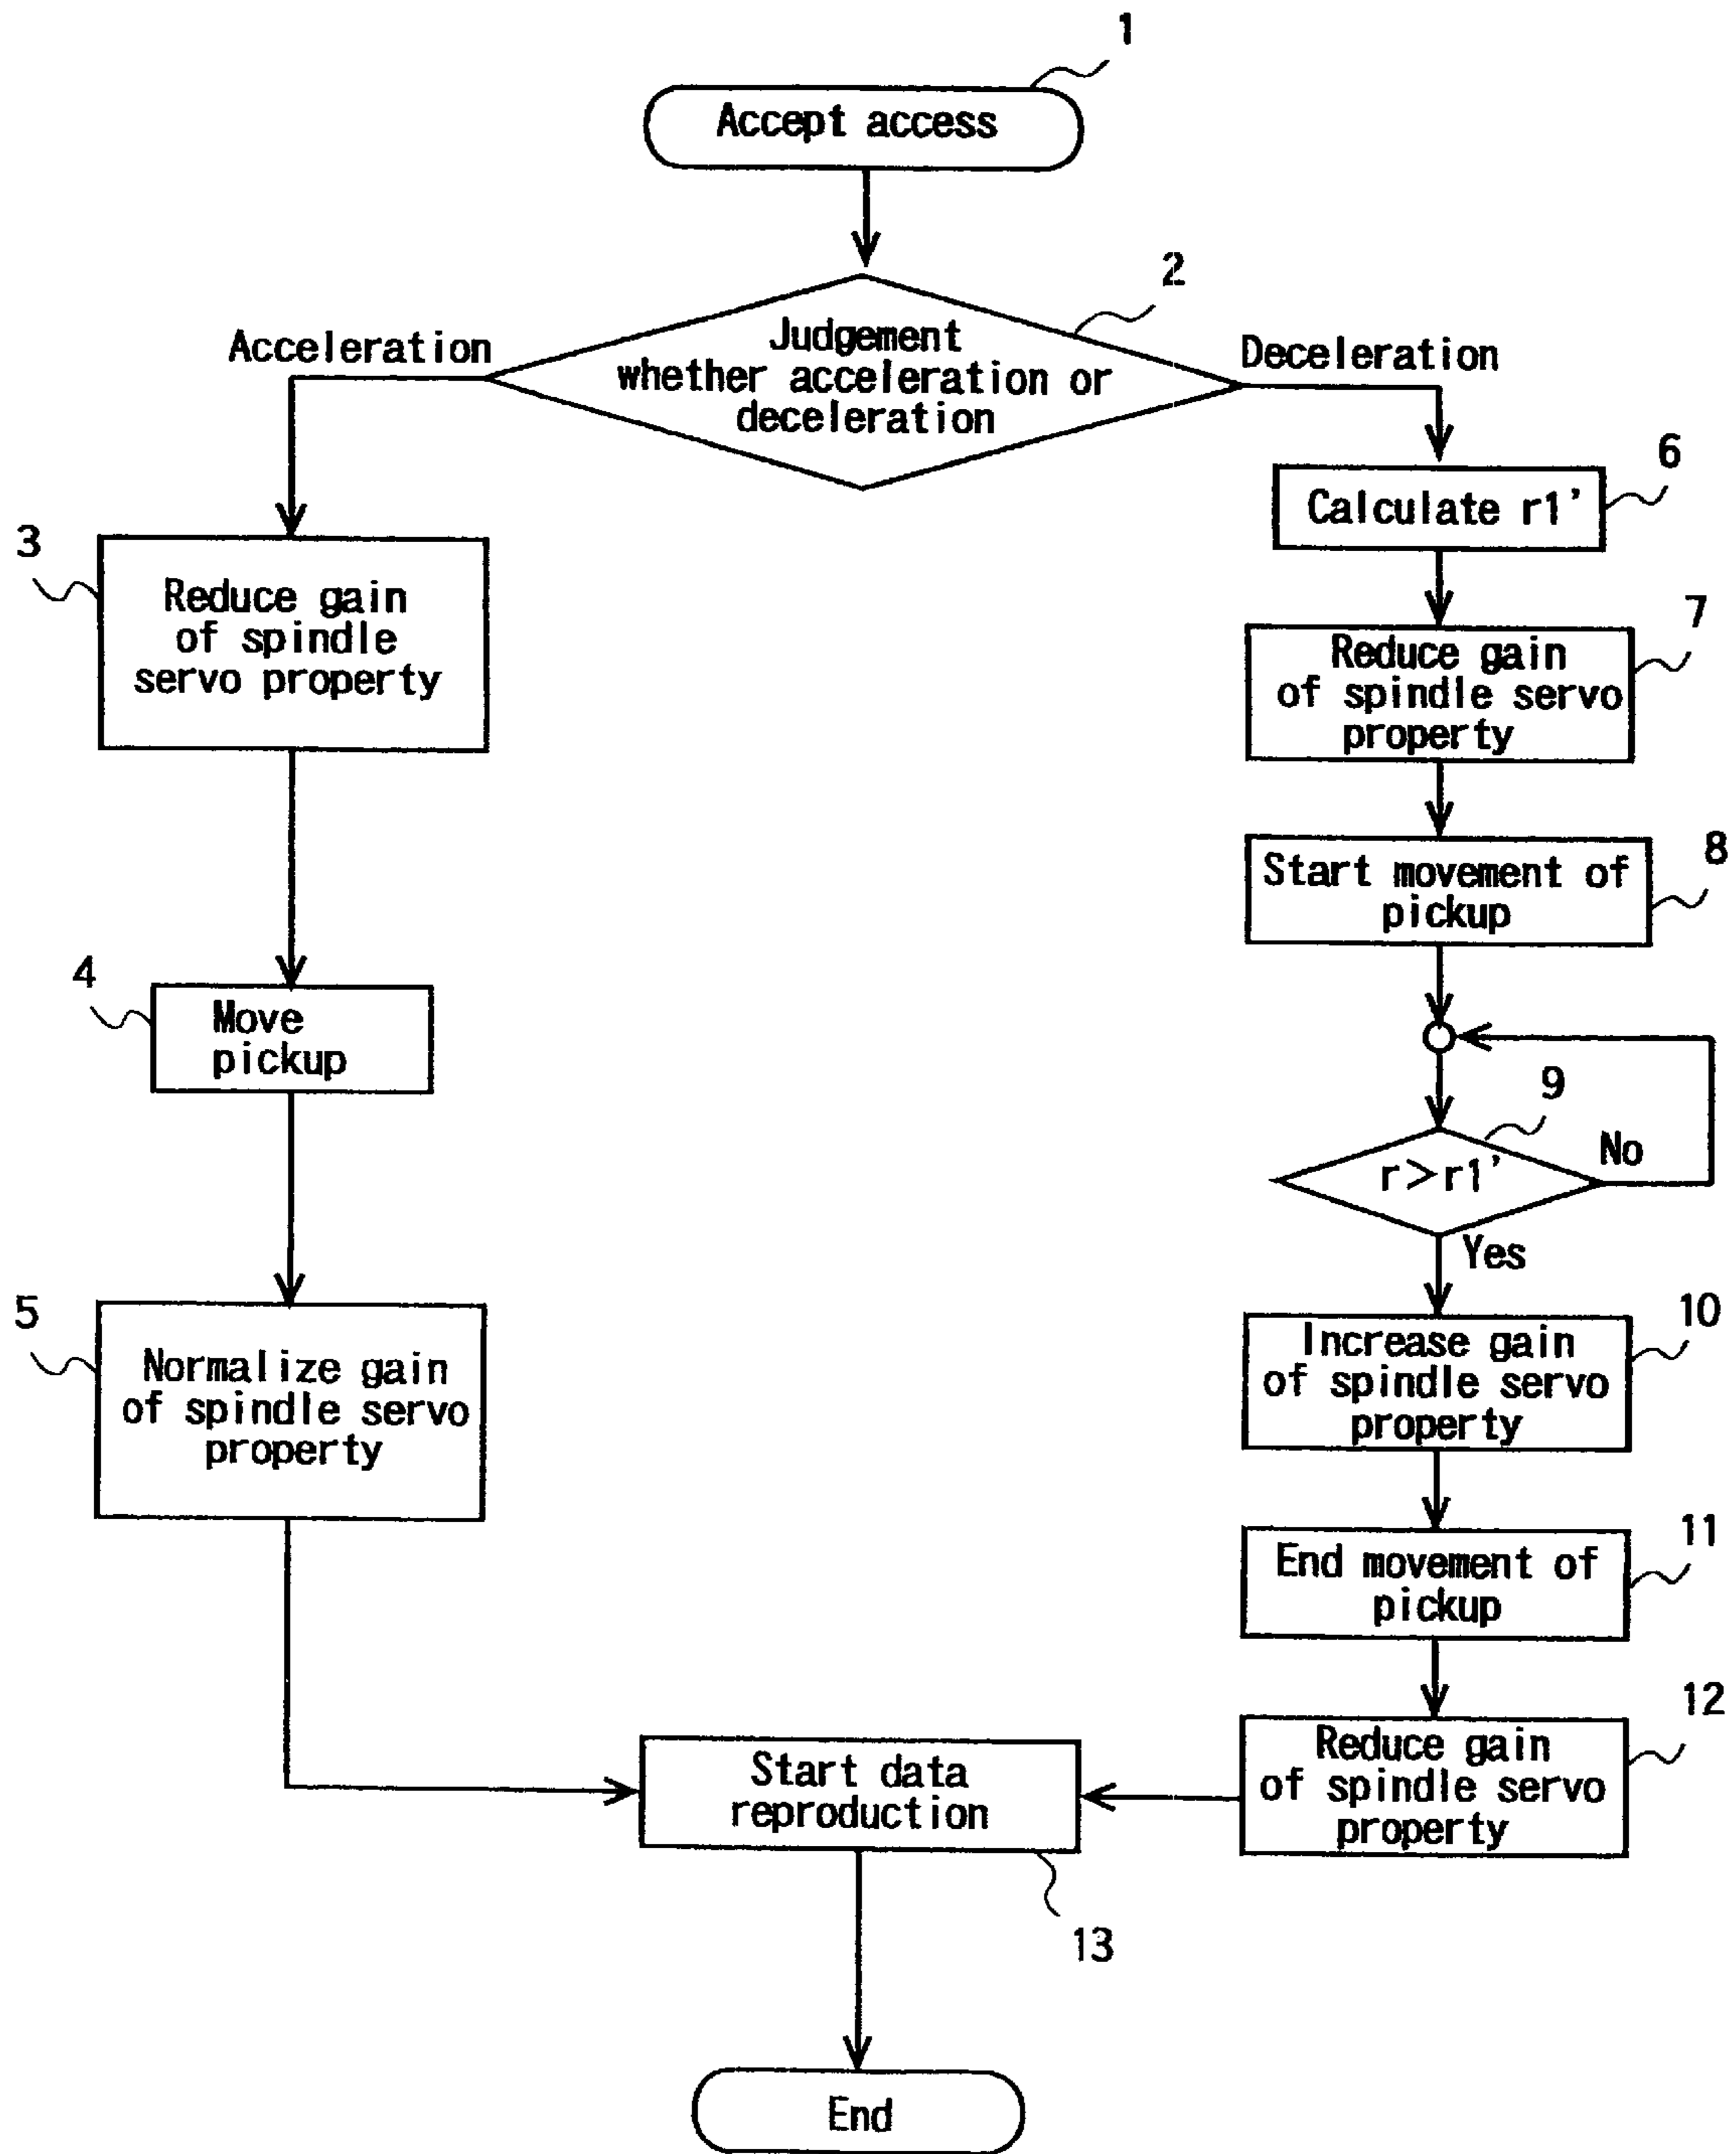 1
Accept access
2
Judgement
whether acceleration or
deceleration
Acceleration
Deceleration
3
Reduce gain
of spindle
servo property
4
Move
pickup
5
Normalize gain
of spindle servo
property
6
Calculate r1'
7
Reduce gain
of spindle servo
property
8
Start movement of
pickup
9
r>r1'
No
Yes
10
Increase gain
of spindle servo
property
11
End movement of
pickup
12
Reduce gain
of spindle servo
property
Start data
reproduction
13
End